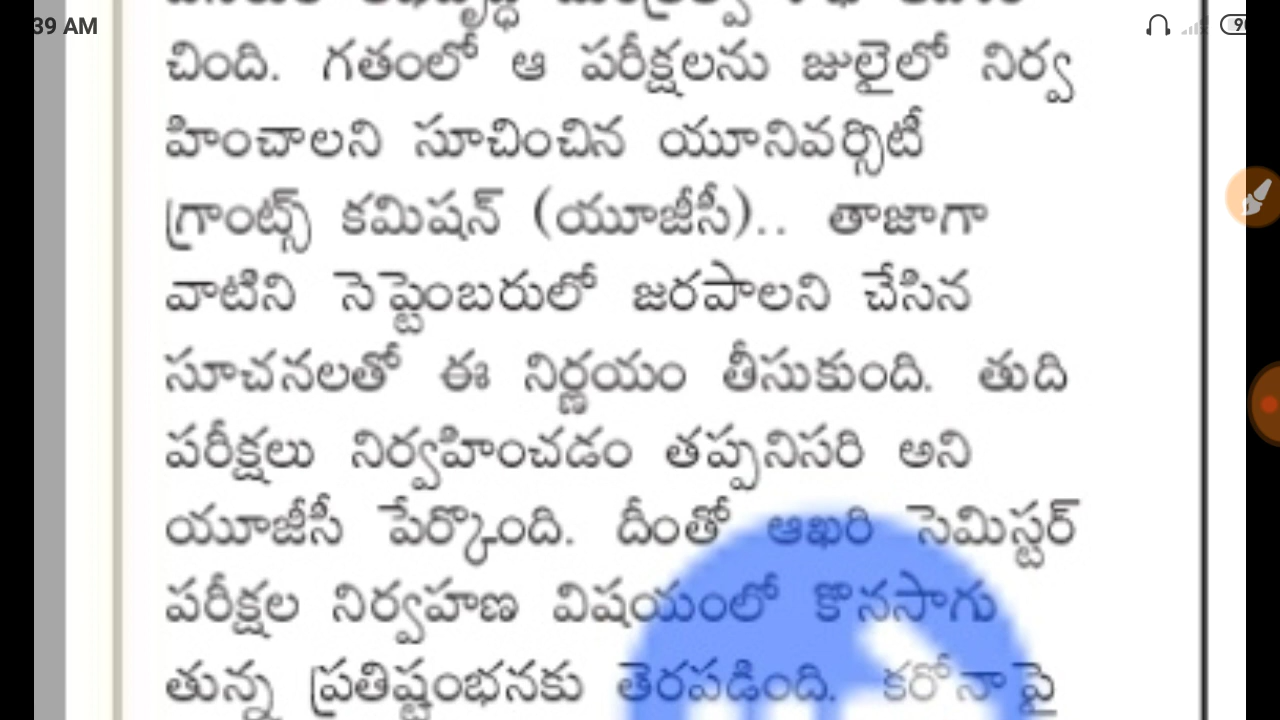 39 AM
చింది. గతంలో ఆ పరీక్షలను జులైలో నిర్వ
హించాలని సూచించిన యూనివర్సిటీ
గ్రాంట్స్ కమిషన్ (యూజీసీ).. తాజాగా
వాటిని సెప్టెంబరులో జరపాలని చేసిన
సూచనలతో ఈ నిర్ణయం తీసుకుంది. తుది
పరీక్షలు నిర్వహించడం తప్పనిసరి అని
యూజీసీ పేర్కొంది. దీంతో ఆఖరి సెమిస్టర్
పరీక్షల నిర్వహణ విషయంలో కొనసాగు
తున్న ప్రతిష్టంభనకు తెరపడింది. కరోనాపై